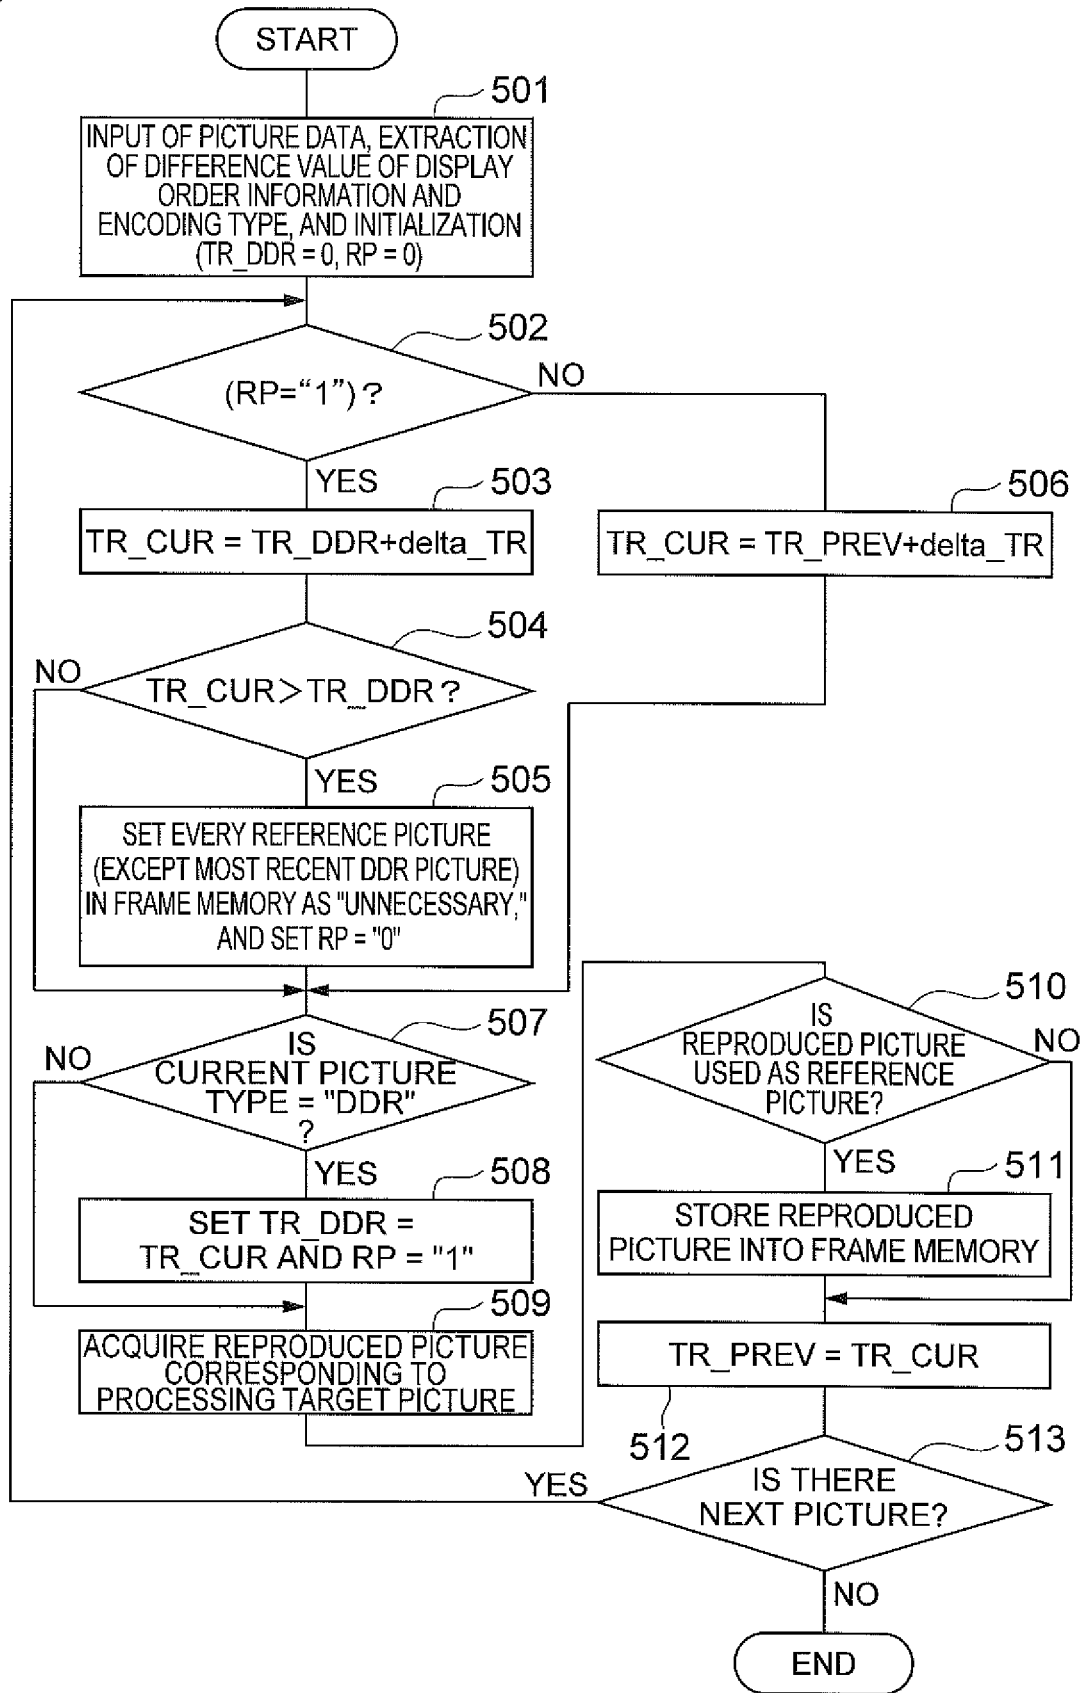 START
501
INPUT OF PICTURE DATA, EXTRACTION
OF DIFFERENCE VALUE OF DISPLAY
ORDER INFORMATION AND
ENCODING TYPE, AND INITIALIZATION
(TR_DDR = 0, RP = 0)
502
(RP="1")?
NO
YES
503
TR_CUR = TR_DDR+delta_TR
506
TR_CUR = TR_PREV+delta_TR
504
NO
TR_CUR>TR_DDR?
YES
505
SET EVERY REFERENCE PICTURE
(EXCEPT MOST RECENT DDR PICTURE)
IN FRAME MEMORY AS "UNNECESSARY,"
AND SET RP = "0"
507
NO
IS
CURRENT PICTURE
TYPE = "DDR"
?
YES
508
SET TR_DDR =
TR_CUR AND RP = "1"
509
ACQUIRE REPRODUCED PICTURE
CORRESPONDING TO
PROCESSING TARGET PICTURE
510
IS
REPRODUCED PICTURE
USED AS REFERENCE
PICTURE?
NO
YES
511
STORE REPRODUCED
PICTURE INTO FRAME MEMORY
TR_PREV = TR_CUR
512
513
YES
IS THERE
NEXT PICTURE?
NO
END